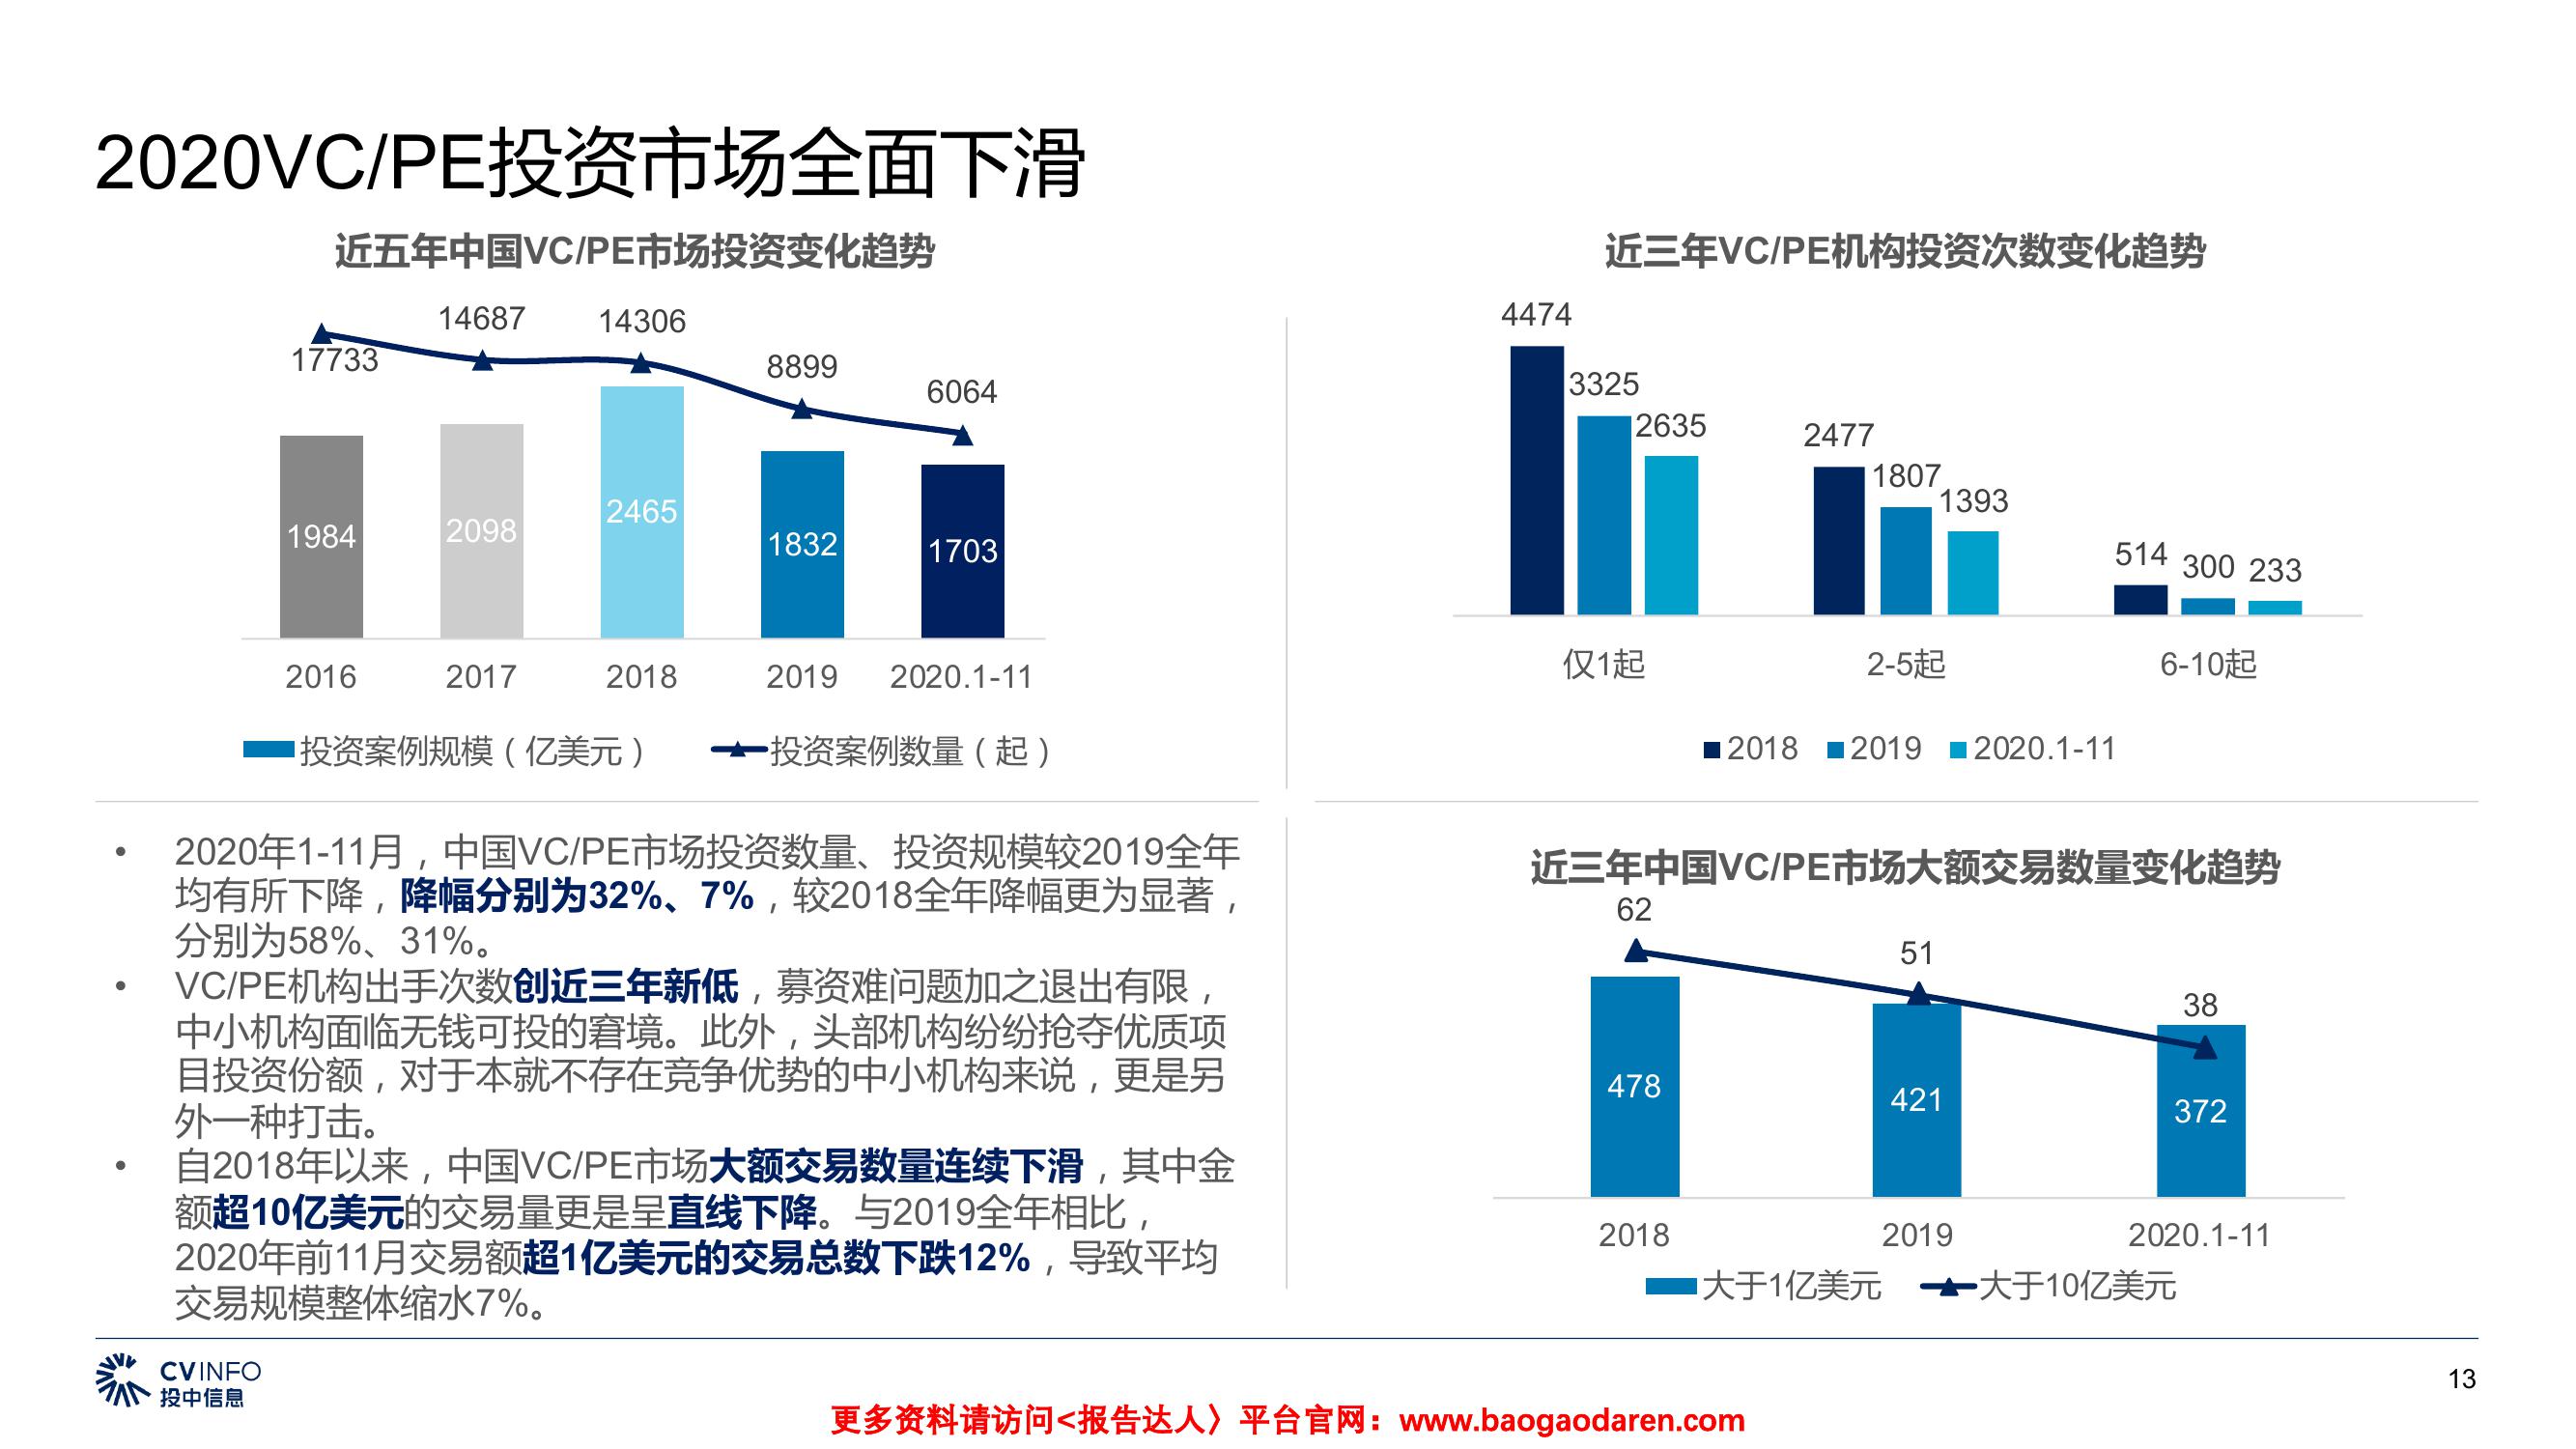 2020VC/PE投资市场全面下滑
近五年中国VC/PE市场投资变化趋势
17733
14687
14306
8899
6064
1984
2098
2465
1832
1703
2016
2017
2018
2019
2020.1-11
投资案例规模（亿美元）
投资案例数量（起）
近三年VC/PE机构投资次数变化趋势
4474
3325
2635
2477
1807
1393
514
300
233
仅1起
2-5起
6-10起
2018
2019
2020.1-11
• 2020年1-11月，中国VC/PE市场投资数量、投资规模较2019全年
均有所下降，降幅分别为32%、7%，较2018全年降幅更为显著，
分别为58%、31%。
• VC/PE机构出手次数创近三年新低，募资难问题加之退出有限，
中小机构面临无钱可投的窘境。此外，头部机构纷纷抢夺优质项
目投资份额，对于本就不存在竞争优势的中小机构来说，更是另
外一种打击。
• 自2018年以来，中国VC/PE市场大额交易数量连续下滑，其中金
额超10亿美元的交易量更是呈直线下降。与2019全年相比，
2020年前11月交易额超1亿美元的交易总数下跌12%，导致平均
交易规模整体缩水7%。
近三年中国VC/PE市场大额交易数量变化趋势
62
51
38
478
421
372
2018
2019
2020.1-11
大于1亿美元
大于10亿美元
CVINFO
投中信息
13
更多资料请访问<报告达人〉平台官网：www.baogaodaren.com